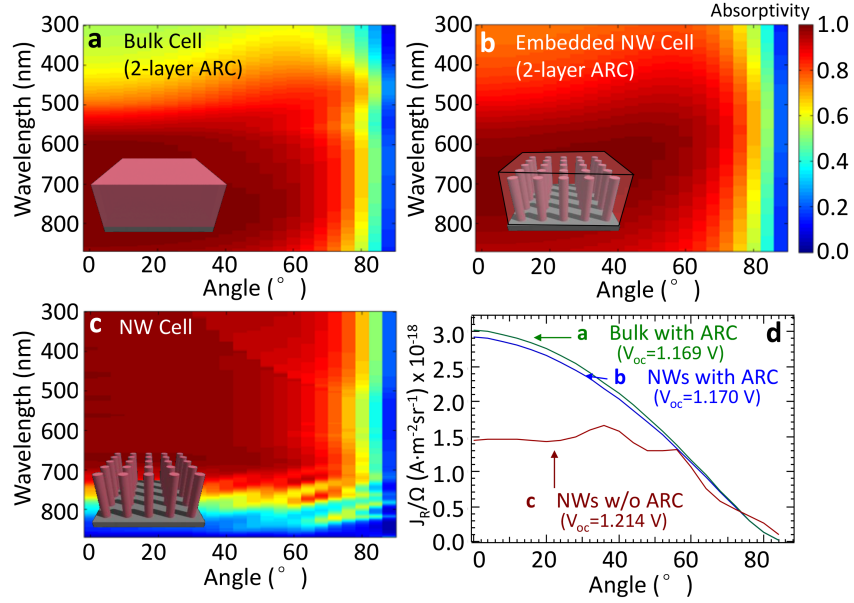 Absorptivity
a Bulk Cell
(2-layer ARC)
Wavelength (nm)
300
400
500
600
700
800
0 20 40 60 80
Angle ( ° )
b Embedded NW Cell
(2-layer ARC)
Wavelength (nm)
300
400
500
600
700
800
0 20 40 60 80
Angle ( ° )
1.0
0.8
0.6
0.4
0.2
0.0
c NW Cell
Wavelength (nm)
300
400
500
600
700
800
0 20 40 60 80
Angle ( ° )
d
a Bulk with ARC
(Voc=1.169 V)
b NWs with ARC
(Voc=1.170 V)
c NWs w/o ARC
(Voc=1.214 V)
JR/Ω (A·m-2sr-1) x 10-18
3.0
2.5
2.0
1.5
1.0
0.5
0.0
0 20 40 60 80
Angle ( ° )